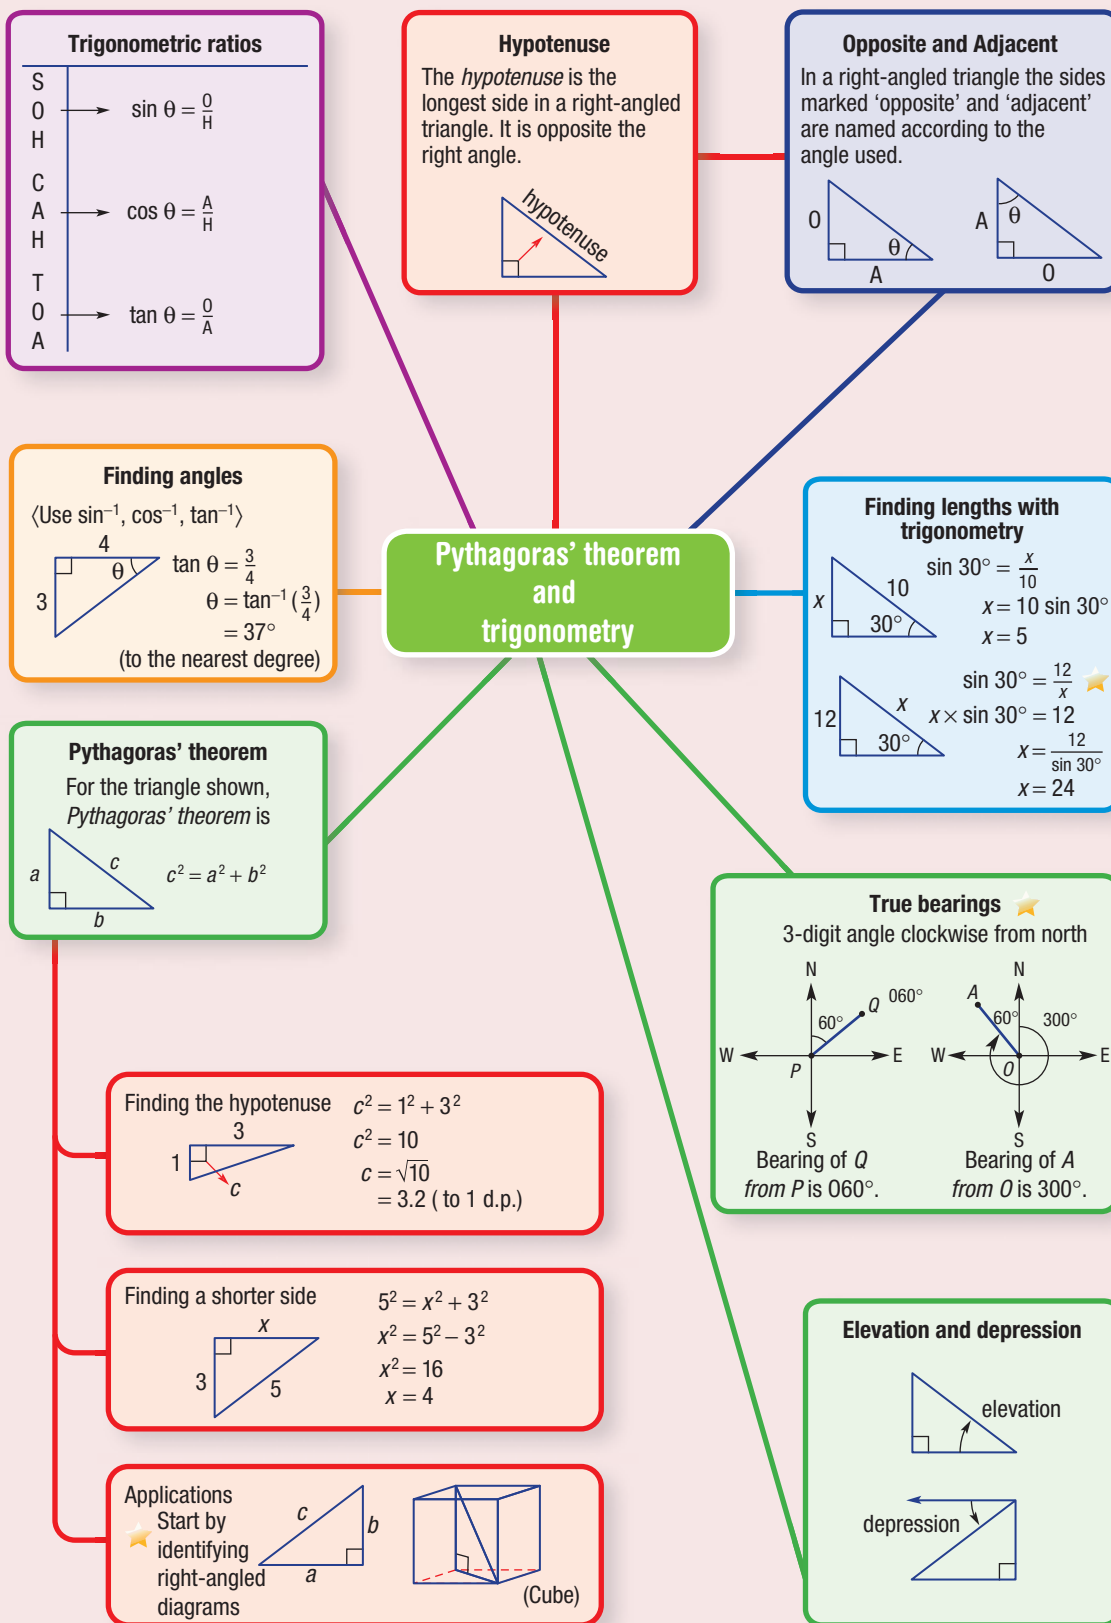 Trigonometric ratios
S
O
H
sin θ = O/H
C
A
H
cos θ = A/H
T
O
A
tan θ = O/A
Hypotenuse
The hypotenuse is the
longest side in a right-angled
triangle. It is opposite the
right angle.
hypotenuse
Opposite and Adjacent
In a right-angled triangle the sides
marked ‘opposite’ and ‘adjacent’
are named according to the
angle used.
O
θ
A
A
θ
O
Finding angles
⟨Use sin⁻¹, cos⁻¹, tan⁻¹⟩
4
θ
3
tan θ = 3/4
θ = tan⁻¹ (3/4)
= 37°
(to the nearest degree)
Pythagoras’ theorem
and
trigonometry
Finding lengths with
trigonometry
x
10
30°
sin 30° = x/10
x = 10 sin 30°
x = 5
12
x
30°
sin 30° = 12/x
x × sin 30° = 12
x = 12/sin 30°
x = 24
Pythagoras’ theorem
For the triangle shown,
Pythagoras’ theorem is
a
c
b
c² = a² + b²
True bearings
3-digit angle clockwise from north
N
Q
060°
60°
W
E
P
S
Bearing of Q
from P is 060°.
N
A
60°
300°
W
E
O
S
Bearing of A
from O is 300°.
Finding the hypotenuse
3
1
c
c² = 1² + 3²
c² = 10
c = √10
= 3.2 ( to 1 d.p.)
Finding a shorter side
x
3
5
5² = x² + 3²
x² = 5² − 3²
x² = 16
x = 4
Applications
Start by
identifying
right-angled
diagrams
c
b
a
(Cube)
Elevation and depression
elevation
depression